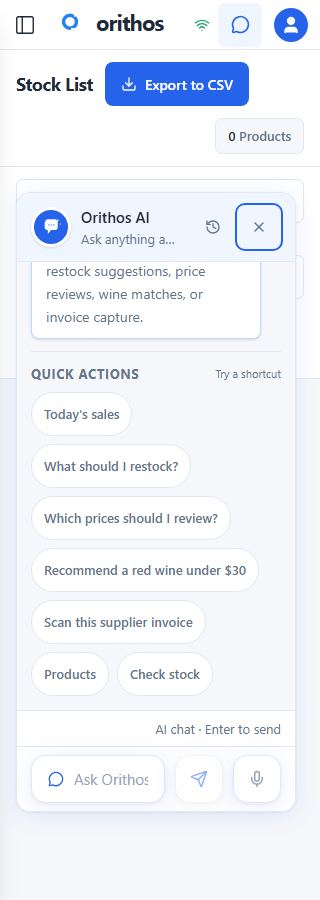 orithos
Stock List
Export to CSV
0 Products
Orithos AI
Ask anything a...
restock suggestions, price
reviews, wine matches, or
invoice capture.
QUICK ACTIONS
Try a shortcut
Today's sales
What should I restock?
Which prices should I review?
Recommend a red wine under $30
Scan this supplier invoice
Products
Check stock
AI chat · Enter to send
Ask Orithos